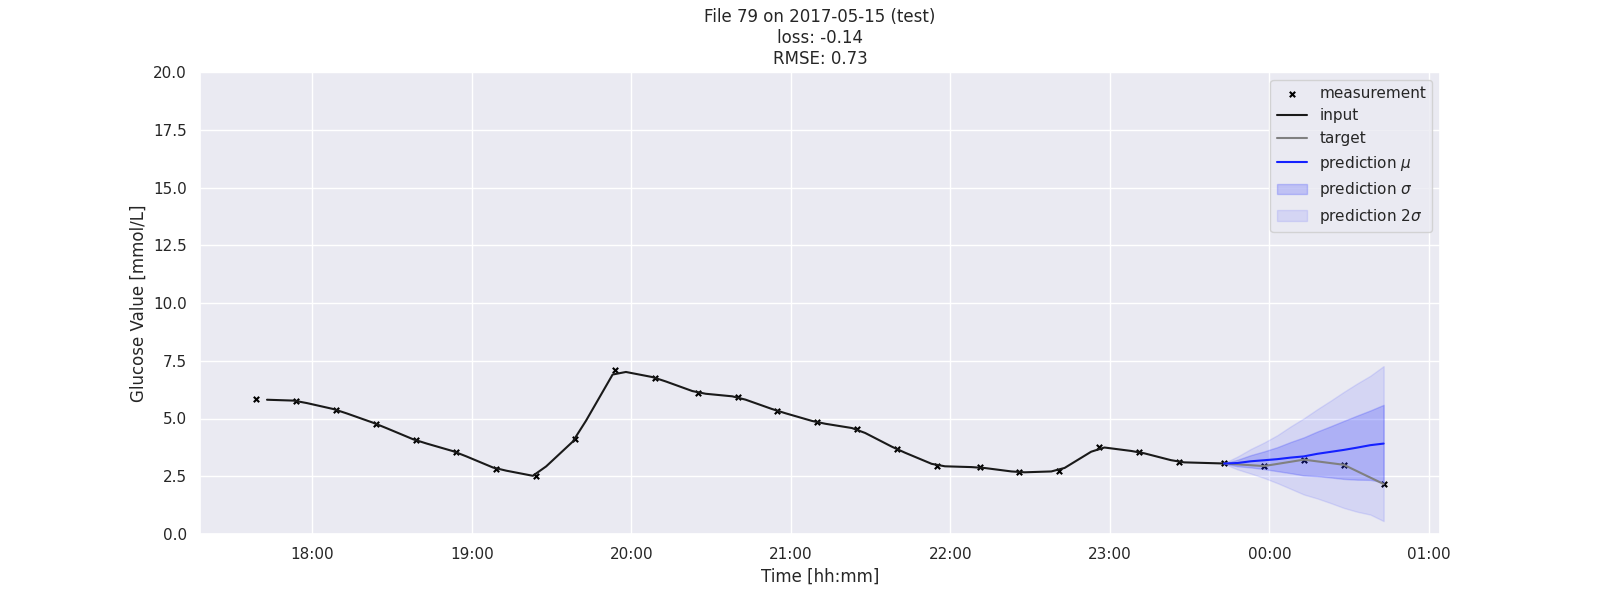 File 79 on 2017-05-15 (test)
loss: -0.14
RMSE: 0.73
20.0
17.5
15.0
12.5
10.0
7.5
5.0
2.5
0.0
Glucose Value [mmol/L]
measurement
input
target
prediction μ
prediction σ
prediction 2σ
18:00
19:00
20:00
21:00
22:00
23:00
00:00
01:00
Time [hh:mm]